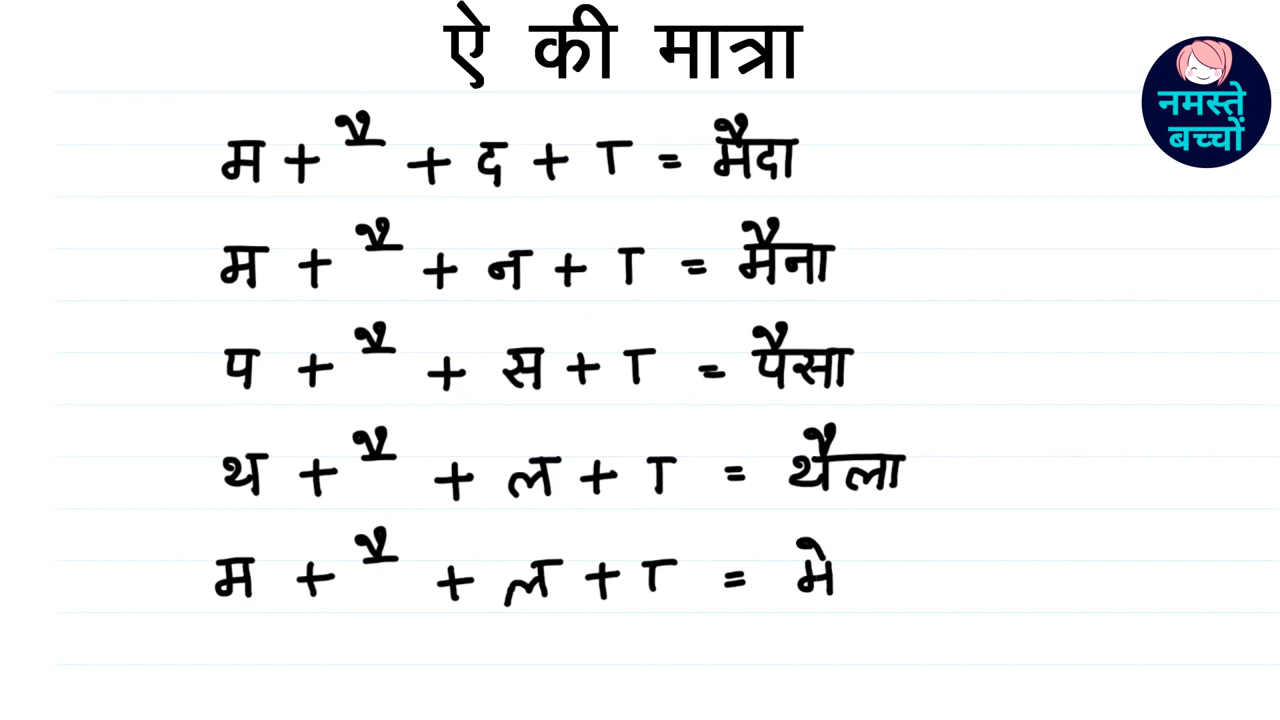 ऐ की मात्रा
नमस्ते
बच्चों
म + ै + द + ा = मैदा
म + ै + न + ा = मैना
प + ै + स + ा = पैसा
थ + ै + ल + ा = थैला
म + ै + ल + ा = मे